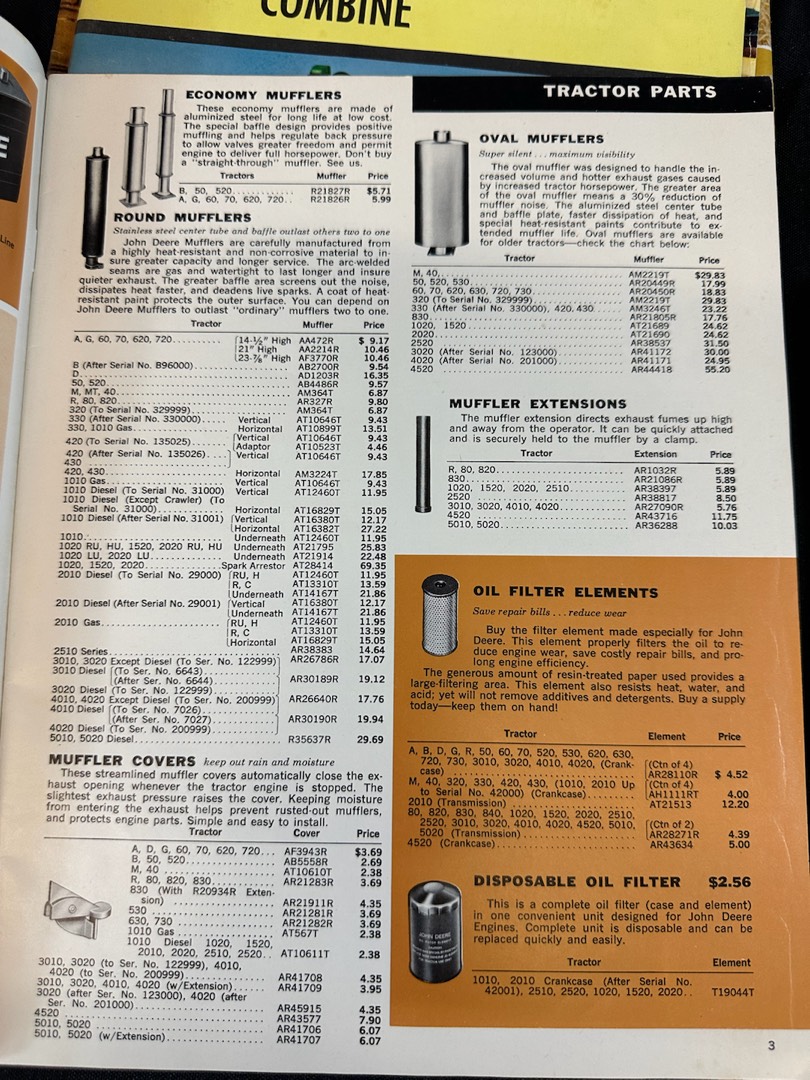 COMBINE
Line
TRACTOR PARTS
ECONOMY MUFFLERS
These economy mufflers are made of
aluminized steel for long life at low cost.
The special baffle design provides positive
muffling and helps regulate back pressure
to allow valves greater freedom and permit
engine to deliver full horsepower. Don't buy
a "straight-through" muffler. See us.
Tractors Muffler Price
B, 50, 520 R21827R $5.71
A, G, 60, 70, 620, 720 R21826R 5.99
ROUND MUFFLERS
Stainless steel center tube and baffle outlast others two to one
John Deere Mufflers are carefully manufactured from
a highly heat-resistant and non-corrosive material to in-
sure greater capacity and longer service. The arc-welded
seams are gas and watertight to last longer and insure
quieter exhaust. The greater baffle area screens out the noise,
dissipates heat faster, and deadens live sparks. A coat of heat-
resistant paint protects the outer surface. You can depend on
John Deere Mufflers to outlast "ordinary" mufflers two to one.
Tractor Muffler Price
A, G, 60, 70, 620, 720 14-½" High AA472R $ 9.17
21" High AA2214R 10.46
23-⅞" High AF3770R 10.46
B (After Serial No. B96000) AB2700R 9.54
D AD1203R 16.35
50, 520 AB4486R 9.57
M, MT, 40 AM364T 6.87
R, 80, 820 AR327R 9.80
320 (To Serial No. 329999) AM364T 6.87
330 (After Serial No. 330000) Vertical AT10646T 9.43
330, 1010 Gas Horizontal AT10899T 13.51
420 (To Serial No. 135025) Vertical AT10646T 9.43
Adaptor AT10523T 4.46
420 (After Serial No. 135026) Vertical AT10646T 9.43
430
420, 430 Horizontal AM3224T 17.85
1010 Gas Vertical AT10646T 9.43
1010 Diesel (To Serial No. 31000) Vertical AT12460T 11.95
1010 Diesel (Except Crawler) (To
Serial No. 31000) Horizontal AT16829T 15.05
1010 Diesel (After Serial No. 31001) Vertical AT16380T 12.17
Horizontal AT16382T 27.22
1010 Underneath AT12460T 11.95
1020 RU, HU, 1520, 2020 RU, HU Underneath AT21795 25.83
1020 LU, 2020 LU Underneath AT21914 22.48
1020, 1520, 2020 Spark Arrestor AT28414 69.35
2010 Diesel (To Serial No. 29000) RU, H AT12460T 11.95
R, C AT13310T 13.59
Underneath AT14167T 21.86
2010 Diesel (After Serial No. 29001) Vertical AT16380T 12.17
Underneath AT14167T 21.86
2010 Gas RU, H AT12460T 11.95
R, C AT13310T 13.59
Horizontal AT16829T 15.05
2510 Series AR38383 14.64
3010, 3020 Except Diesel (To Ser. No. 122999) AR26786R 17.07
3010 Diesel (To Ser. No. 6643)
(After Ser. No. 6644) AR30189R 19.12
3020 Diesel (To Ser. No. 122999)
4010, 4020 Except Diesel (To Ser. No. 200999) AR26640R 17.76
4010 Diesel (To Ser. No. 7026)
(After Ser. No. 7027) AR30190R 19.94
4020 Diesel (To Ser. No. 200999)
5010, 5020 Diesel R35637R 29.69
MUFFLER COVERS keep out rain and moisture
These streamlined muffler covers automatically close the ex-
haust opening whenever the tractor engine is stopped. The
slightest exhaust pressure raises the cover. Keeping moisture
from entering the exhaust helps prevent rusted-out mufflers,
and protects engine parts. Simple and easy to install.
Tractor Cover Price
A, D, G, 60, 70, 620, 720 AF3943R $3.69
B, 50, 520 AB5558R 2.69
M, 40 AT10610T 2.38
R, 80, 820, 830 AR21283R 3.69
830 (With R20934R Exten-
sion) AR21911R 4.35
530 AR21281R 3.69
630, 730 AR21282R 3.69
1010 Gas AT567T 2.38
1010 Diesel 1020, 1520,
2010, 2020, 2510, 2520 AT10611T 2.38
3010, 3020 (to Ser. No. 122999), 4010,
4020 (to Ser. No. 200999) AR41708 4.35
3010, 3020, 4010, 4020 (w/Extension) AR41709 3.95
3020 (after Ser. No. 123000), 4020 (after
Ser. No. 201000) AR45915 4.35
4520 AR43577 7.90
5010, 5020 AR41706 6.07
5010, 5020 (w/Extension) AR41707 6.07
OVAL MUFFLERS
Super silent . . . maximum visibility
The oval muffler was designed to handle the in-
creased volume and hotter exhaust gases caused
by increased tractor horsepower. The greater area
of the oval muffler means a 30% reduction of
muffler noise. The aluminized steel center tube
and baffle plate, faster dissipation of heat, and
special heat-resistant paints contribute to ex-
tended muffler life. Oval mufflers are available
for older tractors—check the chart below:
Tractor Muffler Price
M, 40 AM2219T $29.83
50, 520, 530 AR20449R 17.99
60, 70, 620, 630, 720, 730 AR20450R 18.83
320 (To Serial No. 329999) AM2219T 29.83
330 (After Serial No. 330000), 420, 430 AM3246T 23.22
830 AR21805R 17.76
1020, 1520 AT21689 24.62
2020 AT21690 24.62
2520 AR38537 31.50
3020 (After Serial No. 123000) AR41172 30.00
4020 (After Serial No. 201000) AR41171 24.95
4520 AR44418 55.20
MUFFLER EXTENSIONS
The muffler extension directs exhaust fumes up high
and away from the operator. It can be quickly attached
and is securely held to the muffler by a clamp.
Tractor Extension Price
R, 80, 820 AR1032R 5.89
830 AR21086R 5.89
1020, 1520, 2020, 2510 AR38397 5.89
2520 AR38817 8.50
3010, 3020, 4010, 4020 AR27090R 5.76
4520 AR43716 11.75
5010, 5020 AR36288 10.03
OIL FILTER ELEMENTS
Save repair bills . . . reduce wear
Buy the filter element made especially for John
Deere. This element properly filters the oil to re-
duce engine wear, save costly repair bills, and pro-
long engine efficiency.
The generous amount of resin-treated paper used provides a
large-filtering area. This element also resists heat, water, and
acid; yet will not remove additives and detergents. Buy a supply
today—keep them on hand!
Tractor Element Price
A, B, D, G, R, 50, 60, 70, 520, 530, 620, 630,
720, 730, 3010, 3020, 4010, 4020, (Crank- (Ctn of 4)
case) AR28110R $ 4.52
M, 40, 320, 330, 420, 430, (1010, 2010 Up (Ctn of 4)
to Serial No. 42000) (Crankcase) AH1111RT 4.00
2010 (Transmission) AT21513 12.20
80, 820, 830, 840, 1020, 1520, 2020, 2510,
2520, 3010, 3020, 4010, 4020, 4520, 5010, (Ctn of 2)
5020 (Transmission) AR28271R 4.39
4520 (Crankcase) AR43634 5.00
DISPOSABLE OIL FILTER $2.56
This is a complete oil filter (case and element)
in one convenient unit designed for John Deere
Engines. Complete unit is disposable and can be
replaced quickly and easily.
Tractor Element
1010, 2010 Crankcase (After Serial No.
42001), 2510, 2520, 1020, 1520, 2020 T19044T
JOHN DEERE
3